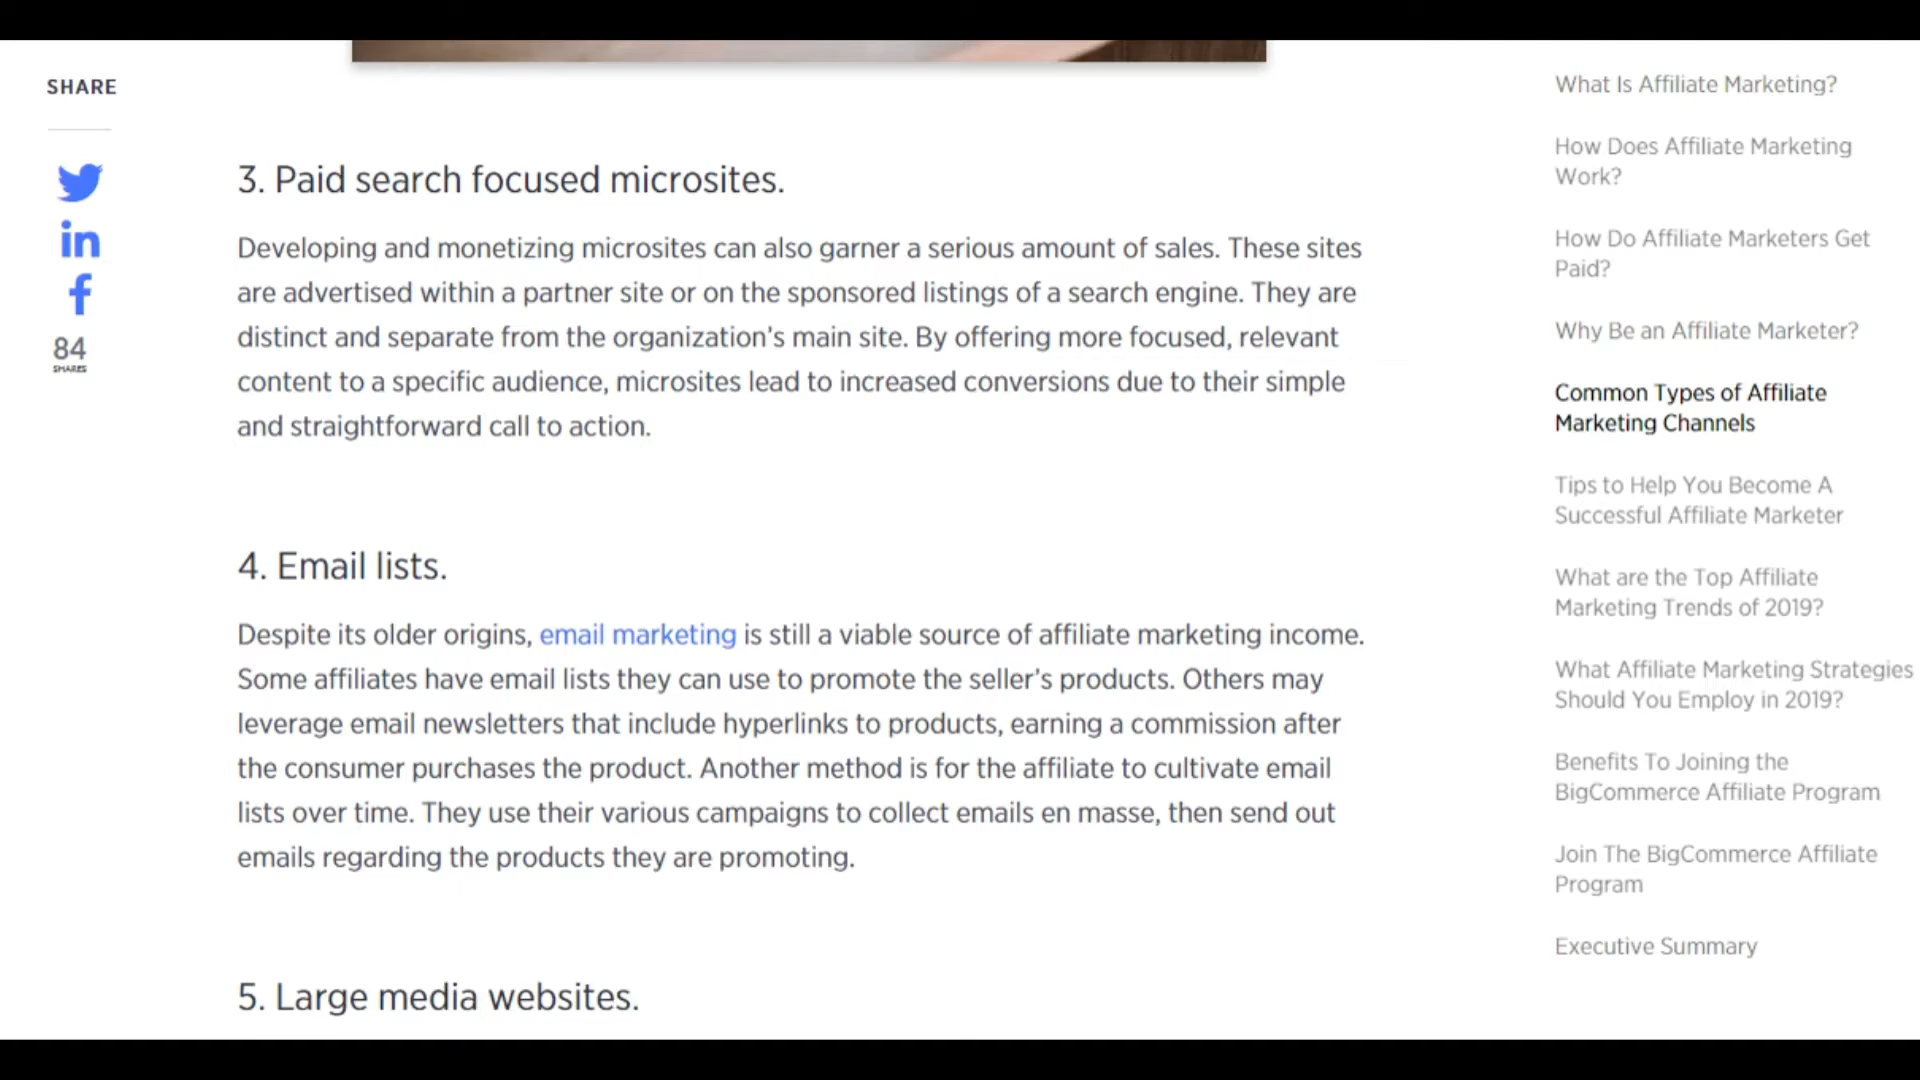 SHARE
84
SHARES
3. Paid search focused microsites.
Developing and monetizing microsites can also garner a serious amount of sales. These sites
are advertised within a partner site or on the sponsored listings of a search engine. They are
distinct and separate from the organization’s main site. By offering more focused, relevant
content to a specific audience, microsites lead to increased conversions due to their simple
and straightforward call to action.
4. Email lists.
Despite its older origins, email marketing is still a viable source of affiliate marketing income.
Some affiliates have email lists they can use to promote the seller’s products. Others may
leverage email newsletters that include hyperlinks to products, earning a commission after
the consumer purchases the product. Another method is for the affiliate to cultivate email
lists over time. They use their various campaigns to collect emails en masse, then send out
emails regarding the products they are promoting.
5. Large media websites.
What Is Affiliate Marketing?
How Does Affiliate Marketing
Work?
How Do Affiliate Marketers Get
Paid?
Why Be an Affiliate Marketer?
Common Types of Affiliate
Marketing Channels
Tips to Help You Become A
Successful Affiliate Marketer
What are the Top Affiliate
Marketing Trends of 2019?
What Affiliate Marketing Strategies
Should You Employ in 2019?
Benefits To Joining the
BigCommerce Affiliate Program
Join The BigCommerce Affiliate
Program
Executive Summary